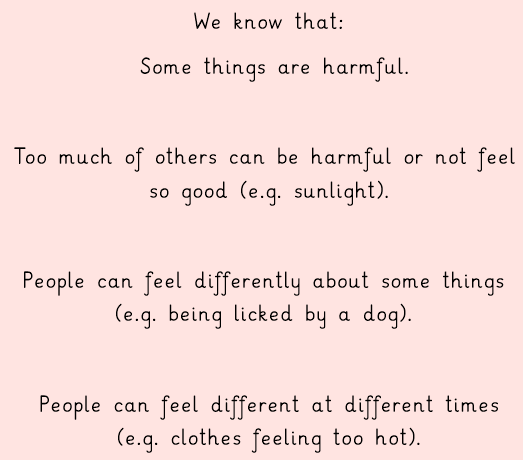 We know that:
Some things are harmful.
Too much of others can be harmful or not feel
so good (e.g. sunlight).
People can feel differently about some things
(e.g. being licked by a dog).
People can feel different at different times
(e.g. clothes feeling too hot).